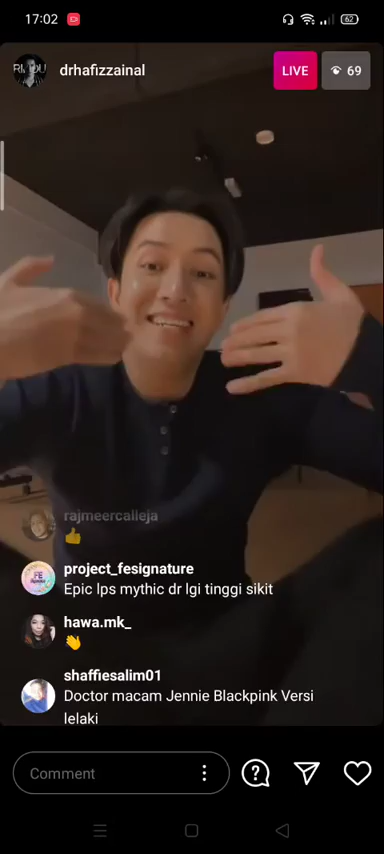 17:02
62
drhafizzainal
LIVE
69
rajmeercalleja
👍
project_fesignature
Epic lps mythic dr lgi tinggi sikit
hawa.mk_
👏
shaffiesalim01
Doctor macam Jennie Blackpink Versi
lelaki
Comment